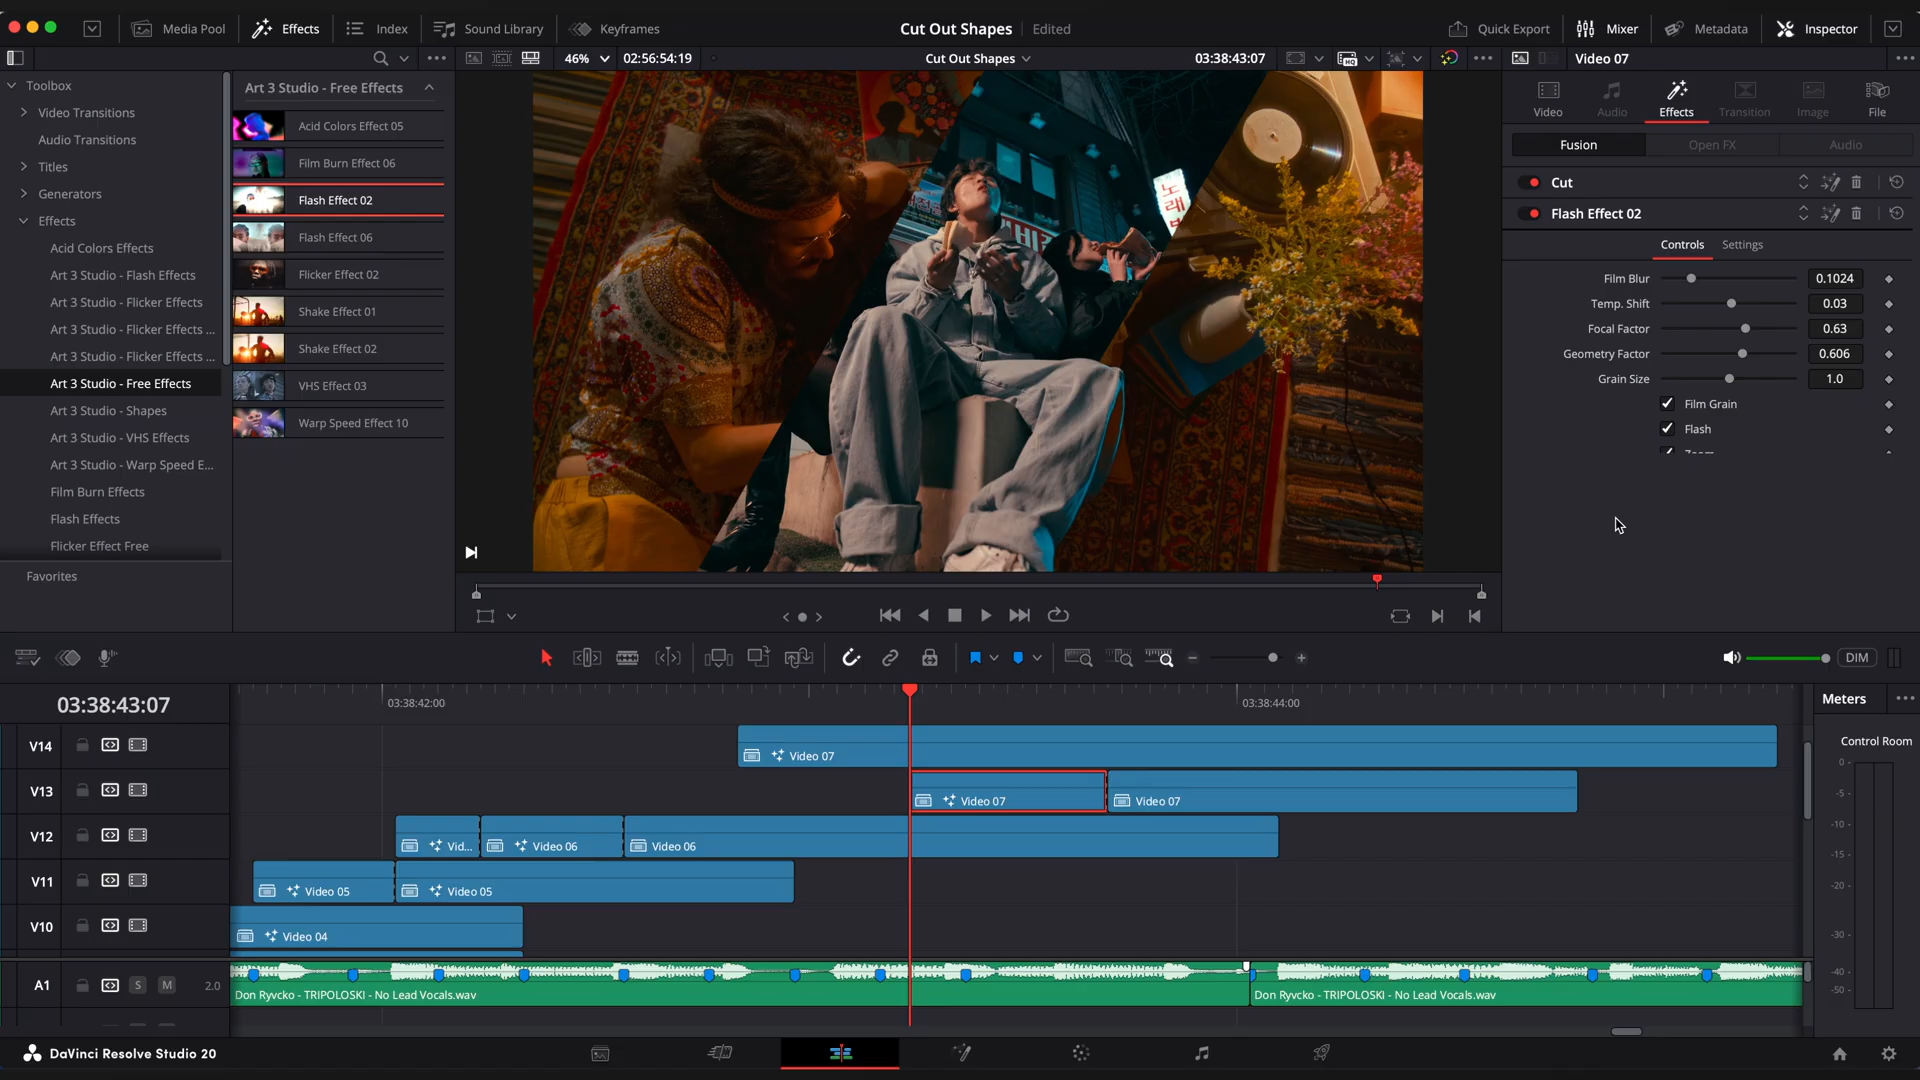 Media Pool
Effects
Index
Sound Library
Keyframes
Cut Out Shapes
Edited
Quick Export
Mixer
Metadata
Inspector
46%
02:56:54:19
Cut Out Shapes
03:38:43:07
HQ
Video 07
Toolbox
Video Transitions
Audio Transitions
Titles
Generators
Effects
Acid Colors Effects
Art 3 Studio - Flash Effects
Art 3 Studio - Flicker Effects
Art 3 Studio - Flicker Effects ...
Art 3 Studio - Flicker Effects ...
Art 3 Studio - Free Effects
Art 3 Studio - Shapes
Art 3 Studio - VHS Effects
Art 3 Studio - Warp Speed E...
Film Burn Effects
Flash Effects
Flicker Effect Free
Favorites
Art 3 Studio - Free Effects
Acid Colors Effect 05
Film Burn Effect 06
Flash Effect 02
Flash Effect 06
Flicker Effect 02
Shake Effect 01
Shake Effect 02
VHS Effect 03
Warp Speed Effect 10
Video
Audio
Effects
Transition
Image
File
Fusion
Open FX
Audio
Cut
Flash Effect 02
Controls
Settings
Film Blur
0.1024
Temp. Shift
0.03
Focal Factor
0.63
Geometry Factor
0.606
Grain Size
1.0
Film Grain
Flash
Zoom
DIM
03:38:43:07
03:38:42:00
03:38:44:00
Meters
Control Room
V14
Video 07
V13
Video 07
Video 07
V12
Vid...
Video 06
Video 06
V11
Video 05
Video 05
V10
Video 04
A1
S
M
2.0
Don Ryvcko - TRIPOLOSKI - No Lead Vocals.wav
Don Ryvcko - TRIPOLOSKI - No Lead Vocals.wav
0
-5
-10
-15
-20
-30
-40
-50
DaVinci Resolve Studio 20